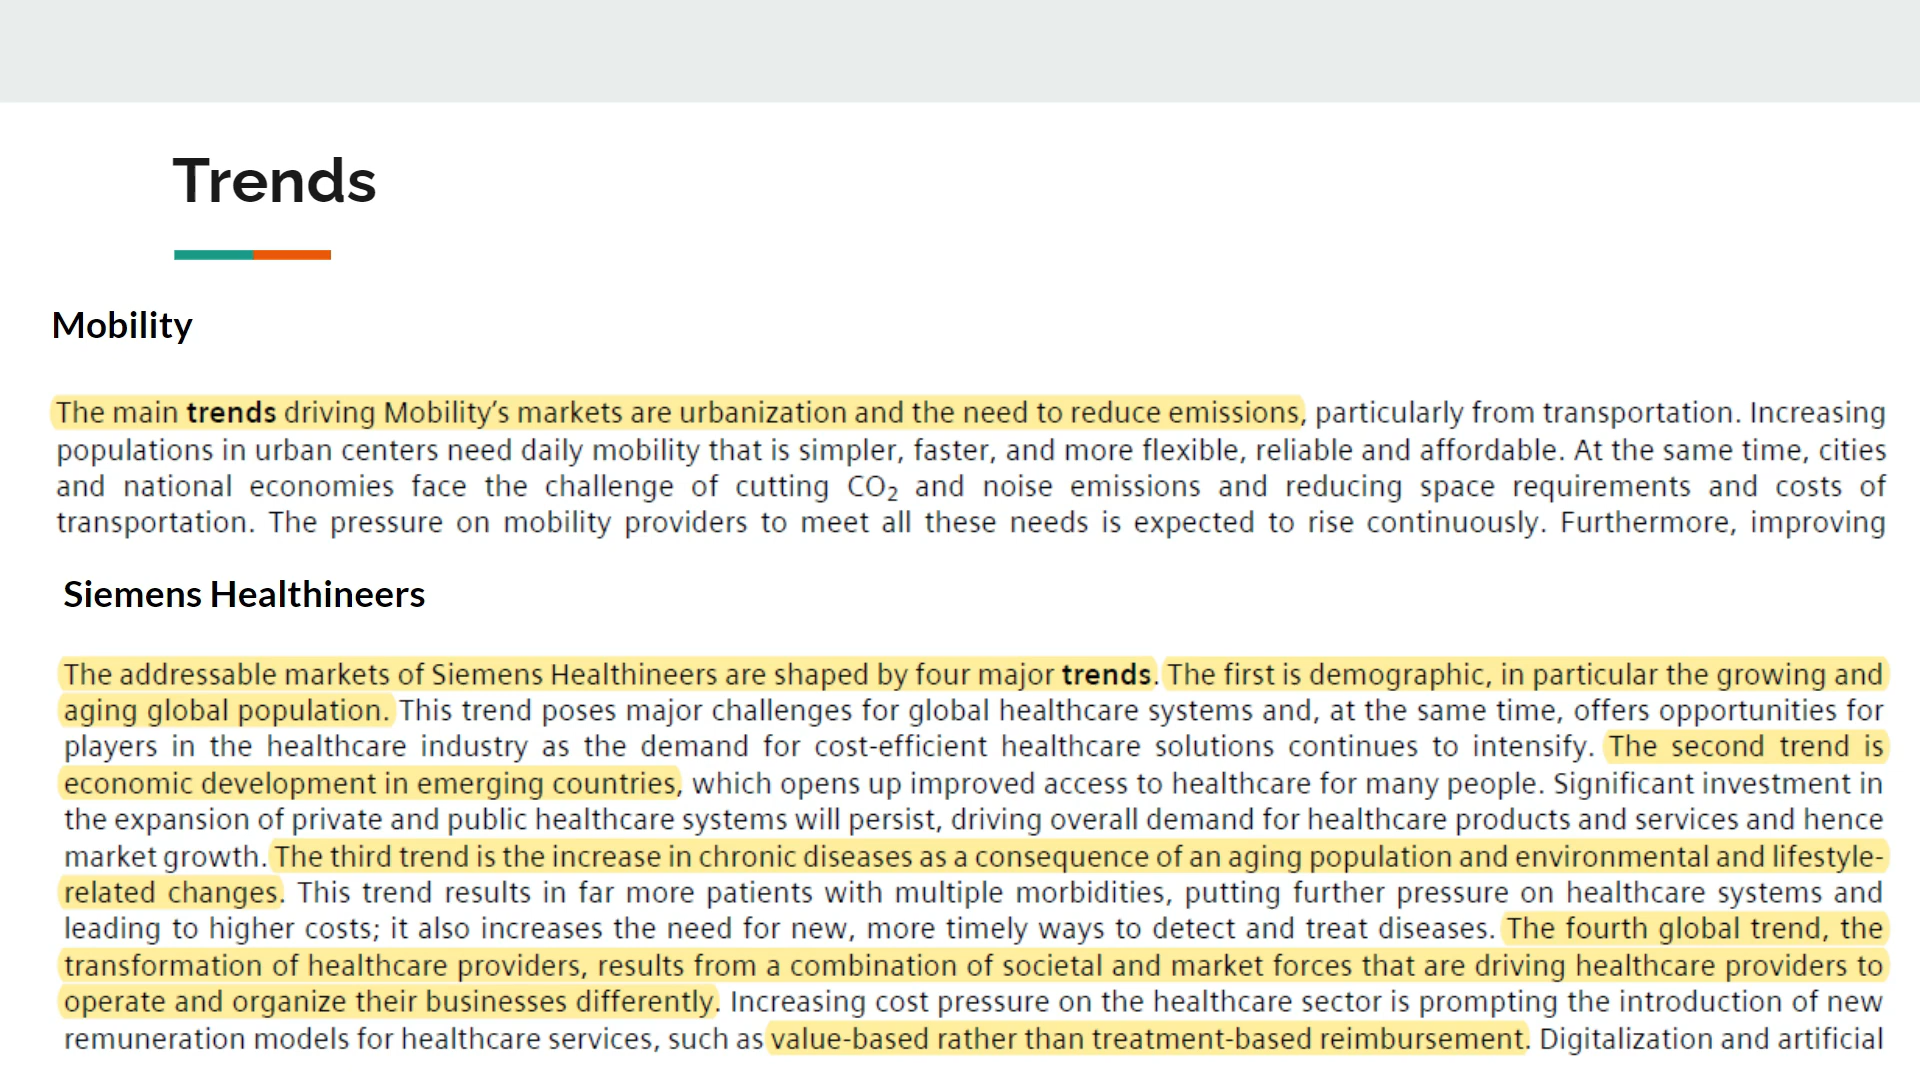 Trends
Mobility
The main trends driving Mobility’s markets are urbanization and the need to reduce emissions, particularly from transportation. Increasing
populations in urban centers need daily mobility that is simpler, faster, and more flexible, reliable and affordable. At the same time, cities
and national economies face the challenge of cutting CO₂ and noise emissions and reducing space requirements and costs of
transportation. The pressure on mobility providers to meet all these needs is expected to rise continuously. Furthermore, improving
Siemens Healthineers
The addressable markets of Siemens Healthineers are shaped by four major trends. The first is demographic, in particular the growing and
aging global population. This trend poses major challenges for global healthcare systems and, at the same time, offers opportunities for
players in the healthcare industry as the demand for cost-efficient healthcare solutions continues to intensify. The second trend is
economic development in emerging countries, which opens up improved access to healthcare for many people. Significant investment in
the expansion of private and public healthcare systems will persist, driving overall demand for healthcare products and services and hence
market growth. The third trend is the increase in chronic diseases as a consequence of an aging population and environmental and lifestyle-
related changes. This trend results in far more patients with multiple morbidities, putting further pressure on healthcare systems and
leading to higher costs; it also increases the need for new, more timely ways to detect and treat diseases. The fourth global trend, the
transformation of healthcare providers, results from a combination of societal and market forces that are driving healthcare providers to
operate and organize their businesses differently. Increasing cost pressure on the healthcare sector is prompting the introduction of new
remuneration models for healthcare services, such as value-based rather than treatment-based reimbursement. Digitalization and artificial